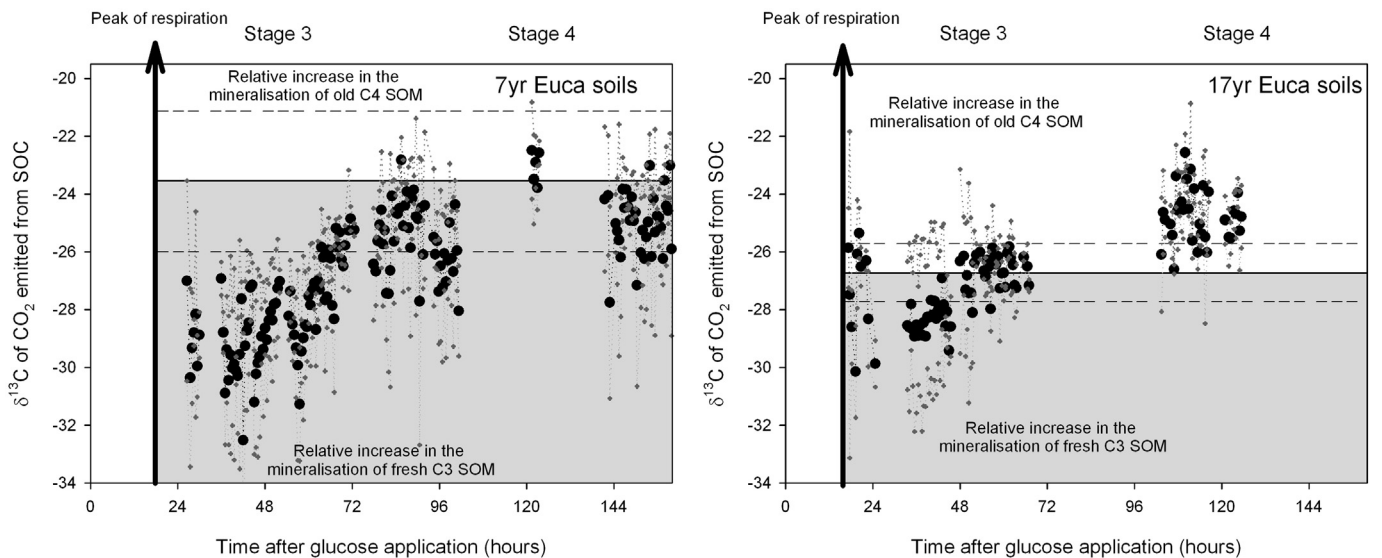 Peak of respiration
Stage 3
Stage 4
Relative increase in the
mineralisation of old C4 SOM
7yr Euca soils
-20
-22
-24
-26
-28
-30
-32
-34
δ13C of CO2 emitted from SOC
Relative increase in the
mineralisation of fresh C3 SOM
0 24 48 72 96 120 144
Time after glucose application (hours)
Peak of respiration
Stage 3
Stage 4
17yr Euca soils
Relative increase in the
mineralisation of old C4 SOM
-20
-22
-24
-26
-28
-30
-32
-34
δ13C of CO2 emitted from SOC
Relative increase in the
mineralisation of fresh C3 SOM
0 24 48 72 96 120 144
Time after glucose application (hours)